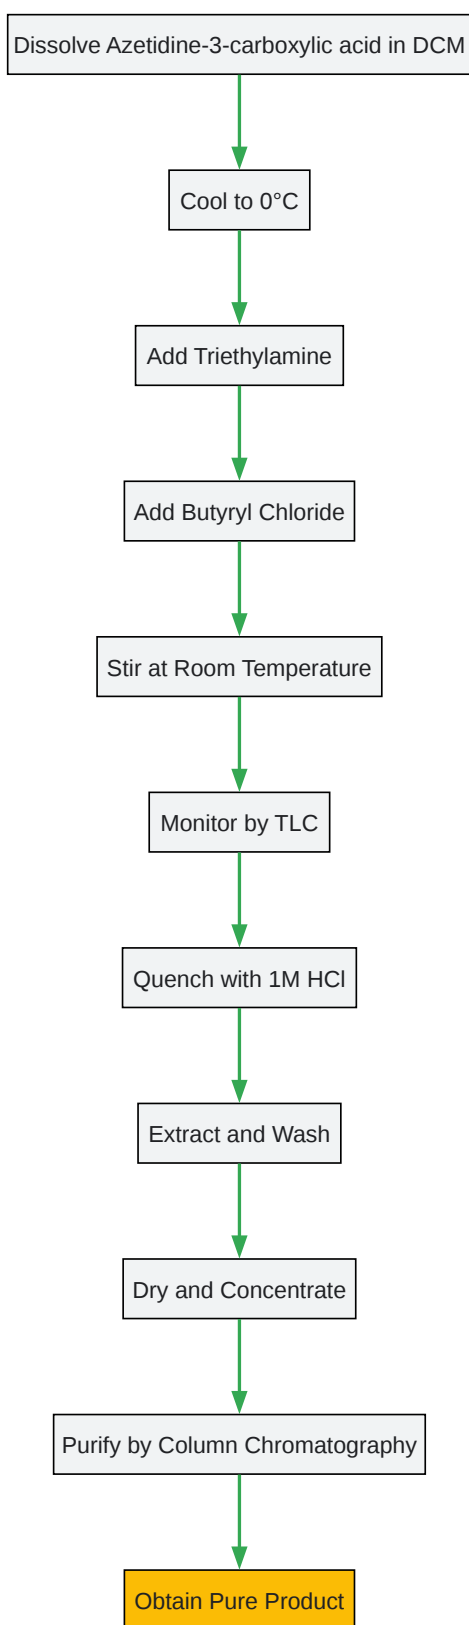 Dissolve Azetidine-3-carboxylic acid in DCM
Cool to 0°C
Add Triethylamine
Add Butyryl Chloride
Stir at Room Temperature
Monitor by TLC
Quench with 1M HCl
Extract and Wash
Dry and Concentrate
Purify by Column Chromatography
Obtain Pure Product